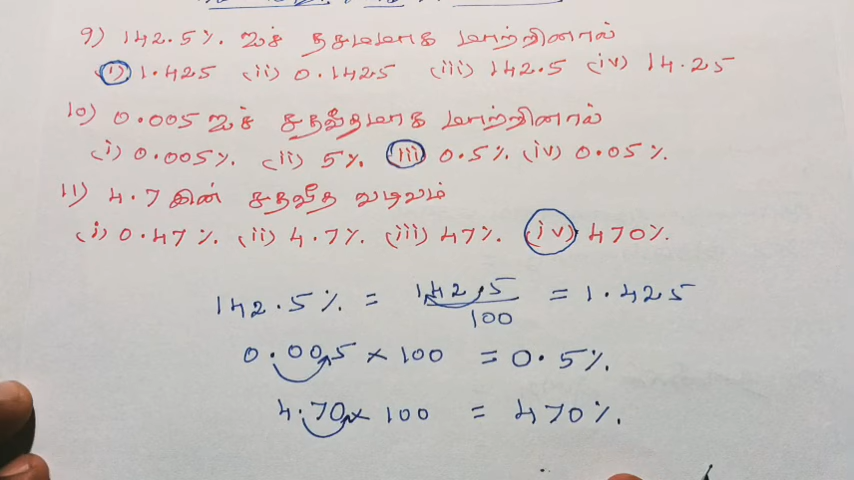 9) 142.5%. ஐச் தசமமாக மாற்றினால்
(i) 1.425 (ii) 0.1425 (iii) 142.5 (iv) 14.25
10) 0.005 ஐச் சதவீதமாக மாற்றினால்
(i) 0.005%. (ii) 5%. (iii) 0.5%. (iv) 0.05%.
11) 4.7 இன் சதவீத வடிவம்
(i) 0.47%. (ii) 4.7%. (iii) 47%. (iv) 470%.
142.5%. = 142.5/100 = 1.425
0.005 × 100 = 0.5%.
4.70 × 100 = 470%.